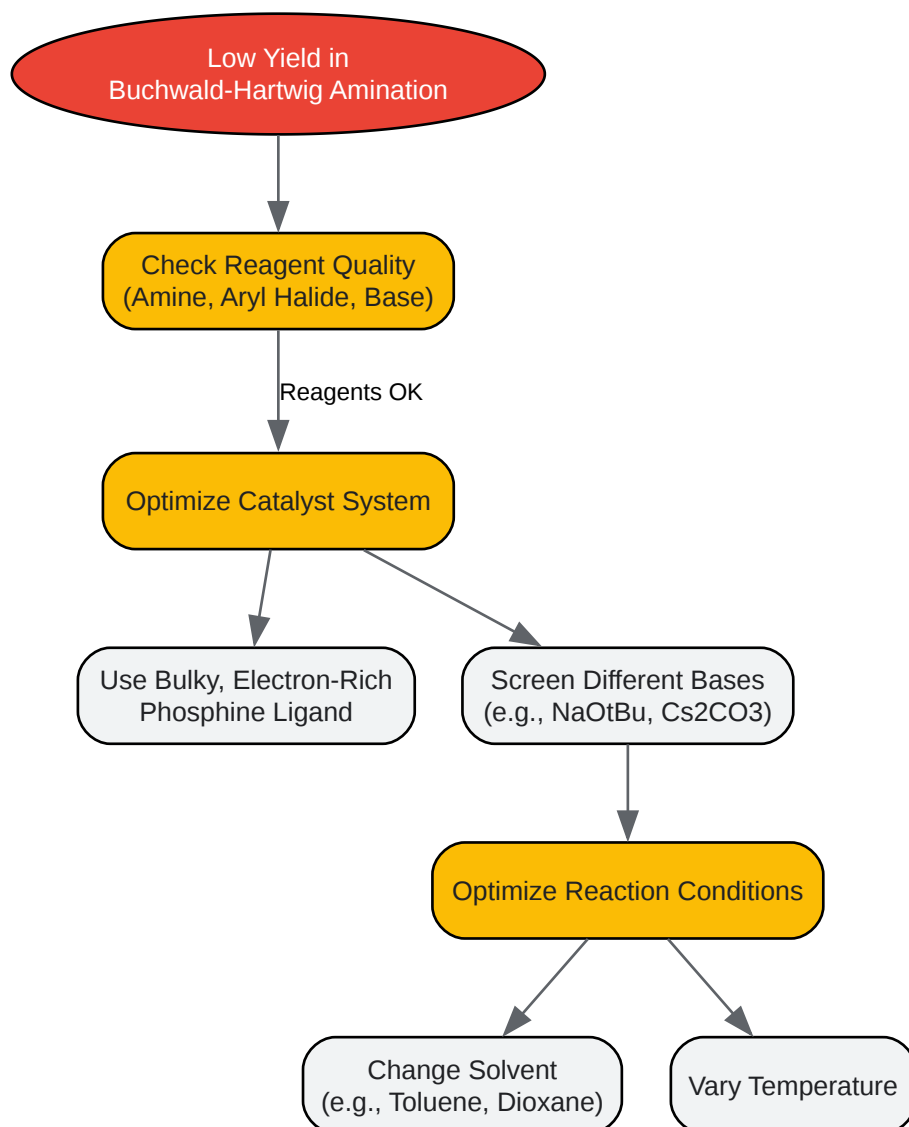 Low Yield in
Buchwald-Hartwig Amination
Check Reagent Quality
(Amine, Aryl Halide, Base)
Reagents OK
Optimize Catalyst System
Use Bulky, Electron-Rich
Phosphine Ligand
Screen Different Bases
(e.g., NaOtBu, Cs2CO3)
Optimize Reaction Conditions
Change Solvent
(e.g., Toluene, Dioxane)
Vary Temperature